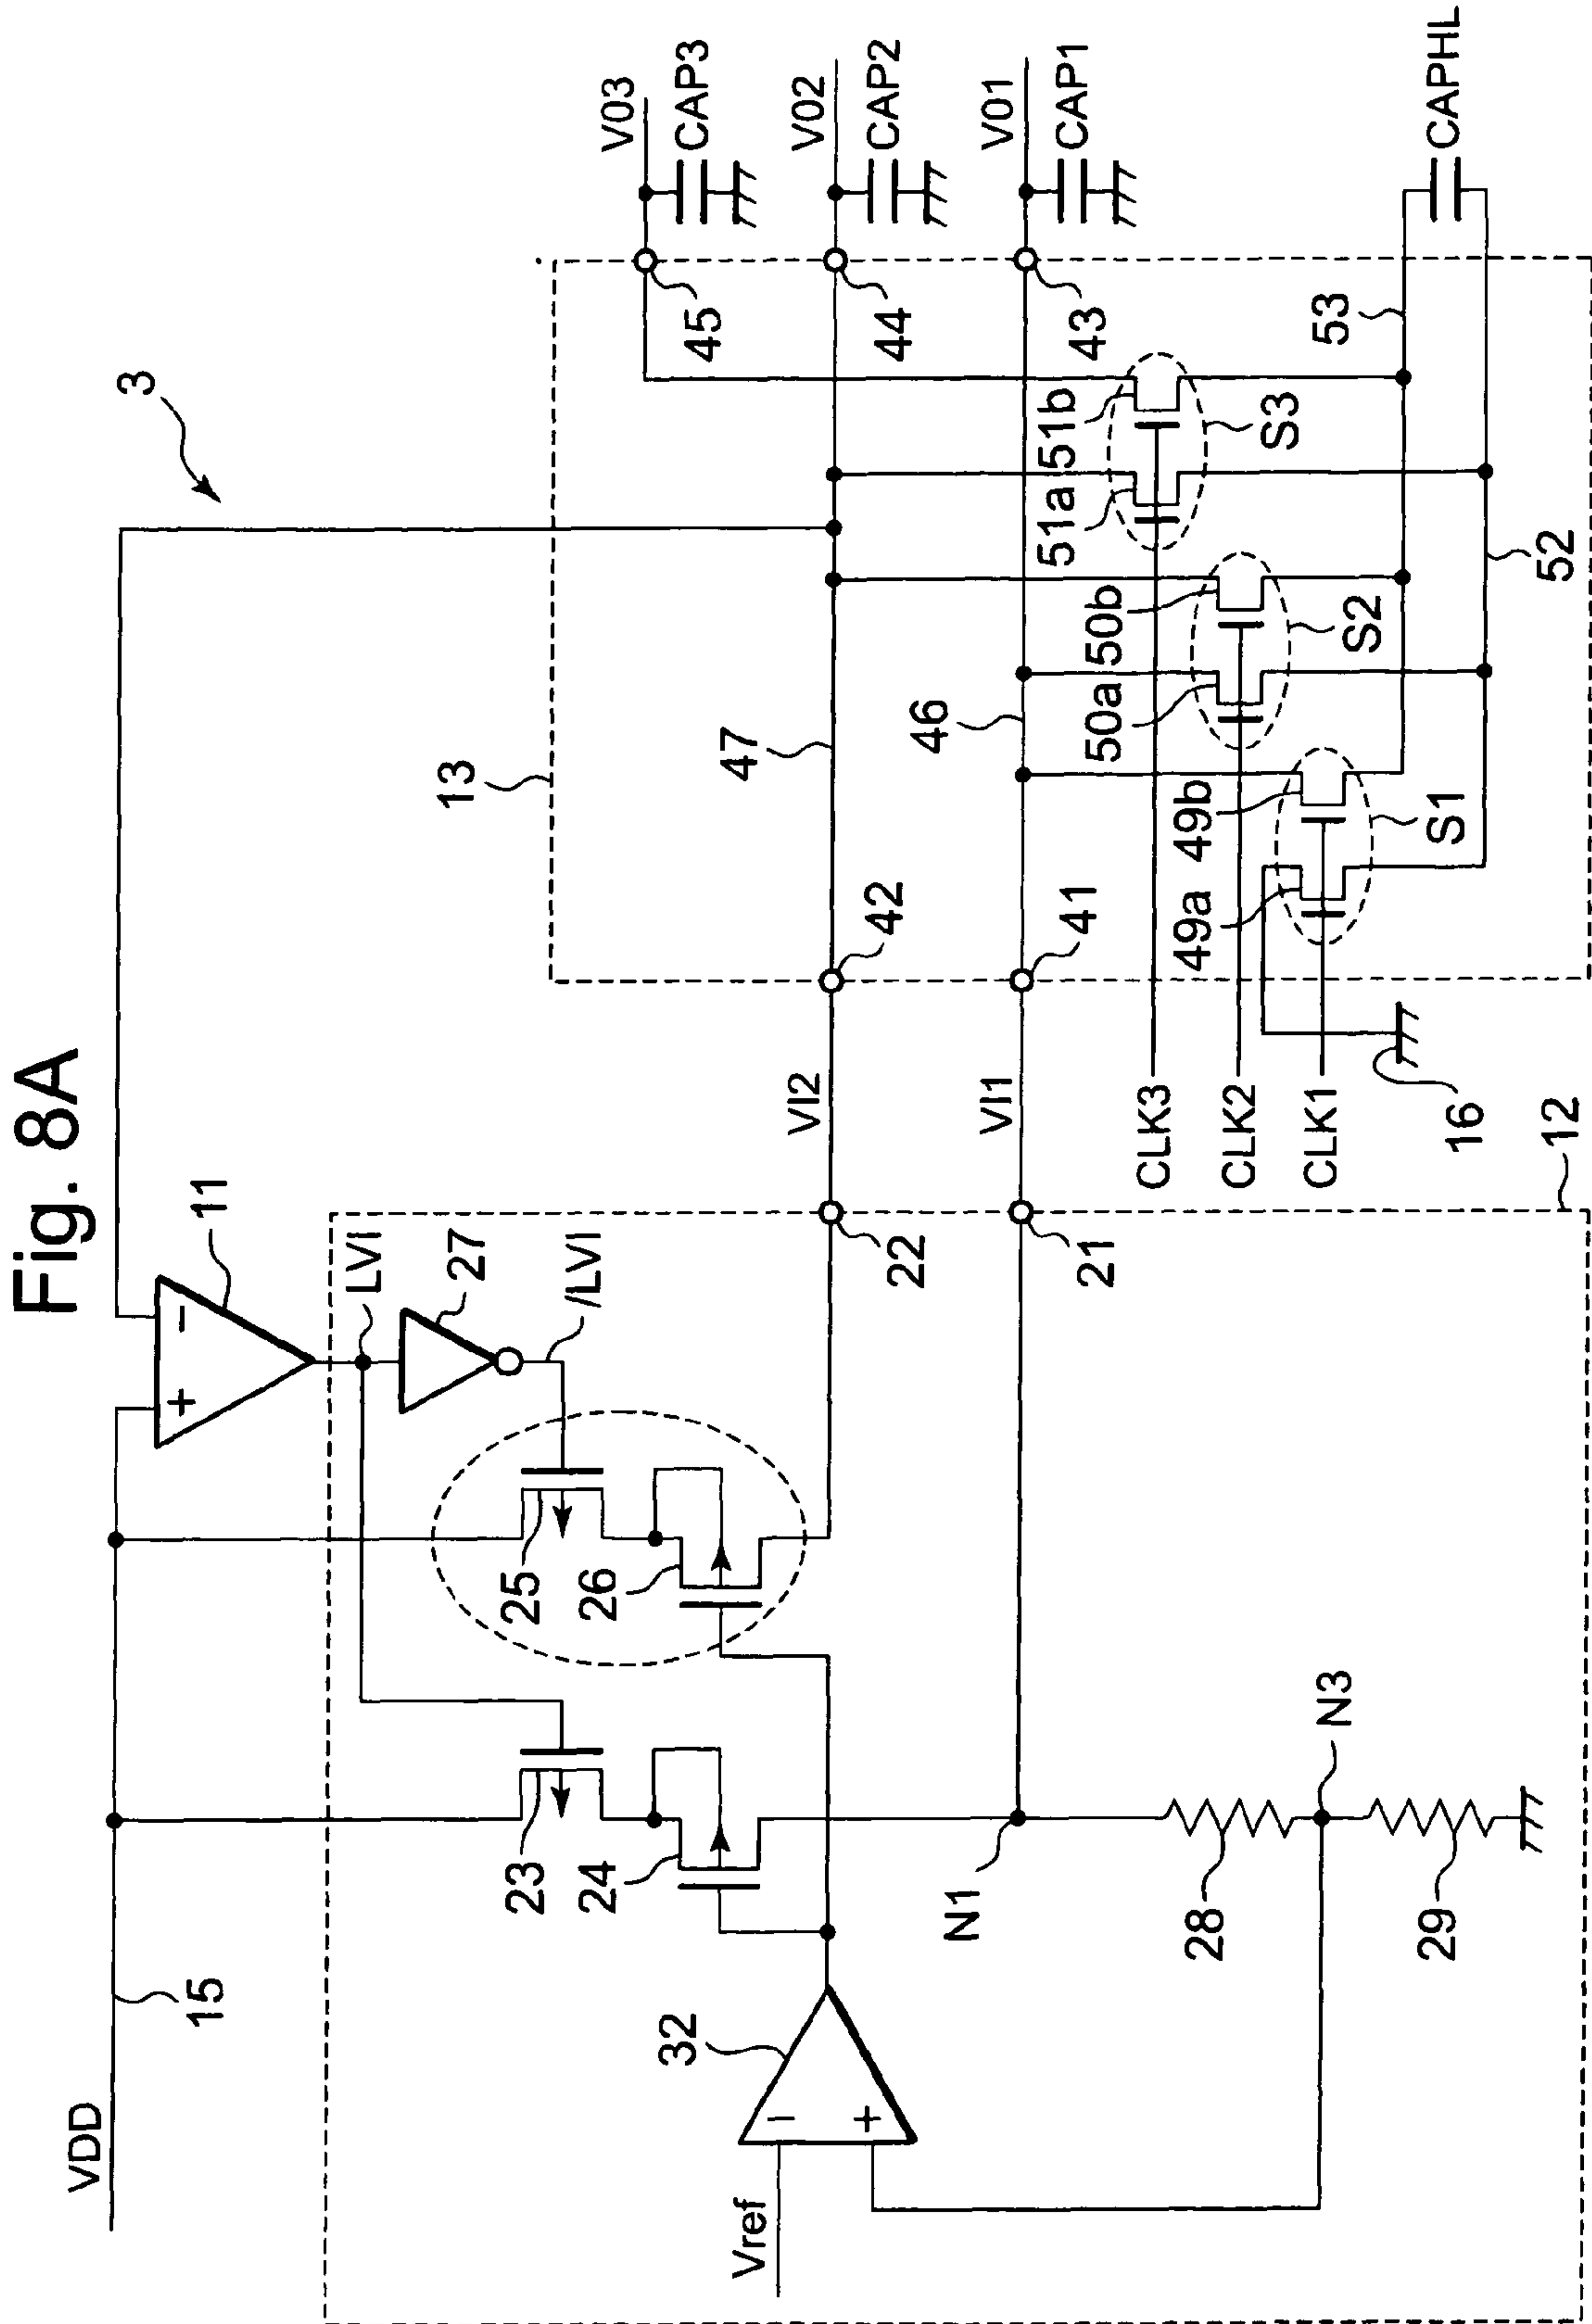 Fig. 8A
3
VDD
15
11
+
−
LVI
27
/LVI
23
24
25
26
32
Vref
−
+
N1
28
N3
29
12
22
21
VI2
VI1
13
42
41
47
46
CLK3
CLK2
CLK1
16
49a
49b
S1
50a
50b
S2
51a
51b
S3
52
53
45
44
43
V03
CAP3
V02
CAP2
V01
CAP1
CAPHL